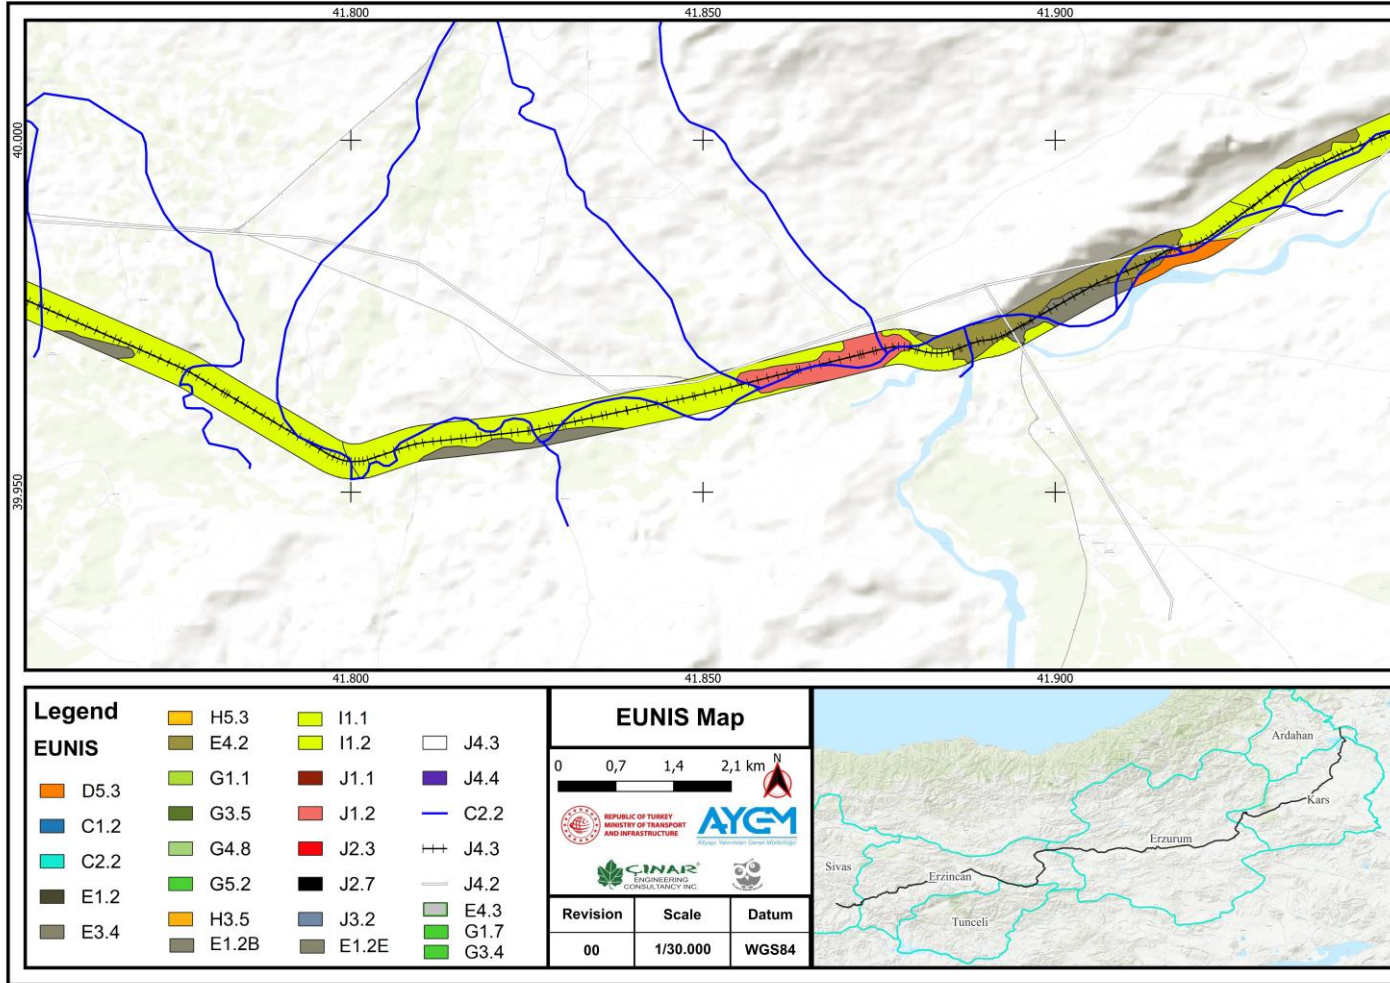 41.800
41.850
41.900
40.000
39.950
41.800
41.850
41.900
Legend
EUNIS
D5.3
C1.2
C2.2
E1.2
E3.4
H5.3
E4.2
G1.1
G3.5
G4.8
G5.2
H3.5
E1.2B
I1.1
I1.2
J1.1
J1.2
J2.3
J2.7
J3.2
E1.2E
J4.3
J4.4
C2.2
J4.3
J4.2
E4.3
G1.7
G3.4
EUNIS Map
0 0,7 1,4 2,1 km
N
REPUBLIC OF TURKEY
MINISTRY OF TRANSPORT
AND INFRASTRUCTURE
AYGM
Altyapı Yatırımları Genel Müdürlüğü
ÇINAR
ENGINEERING
CONSULTANCY INC.
Revision Scale Datum
00 1/30.000 WGS84
Ardahan
Kars
Erzurum
Sivas
Erzincan
Tunceli